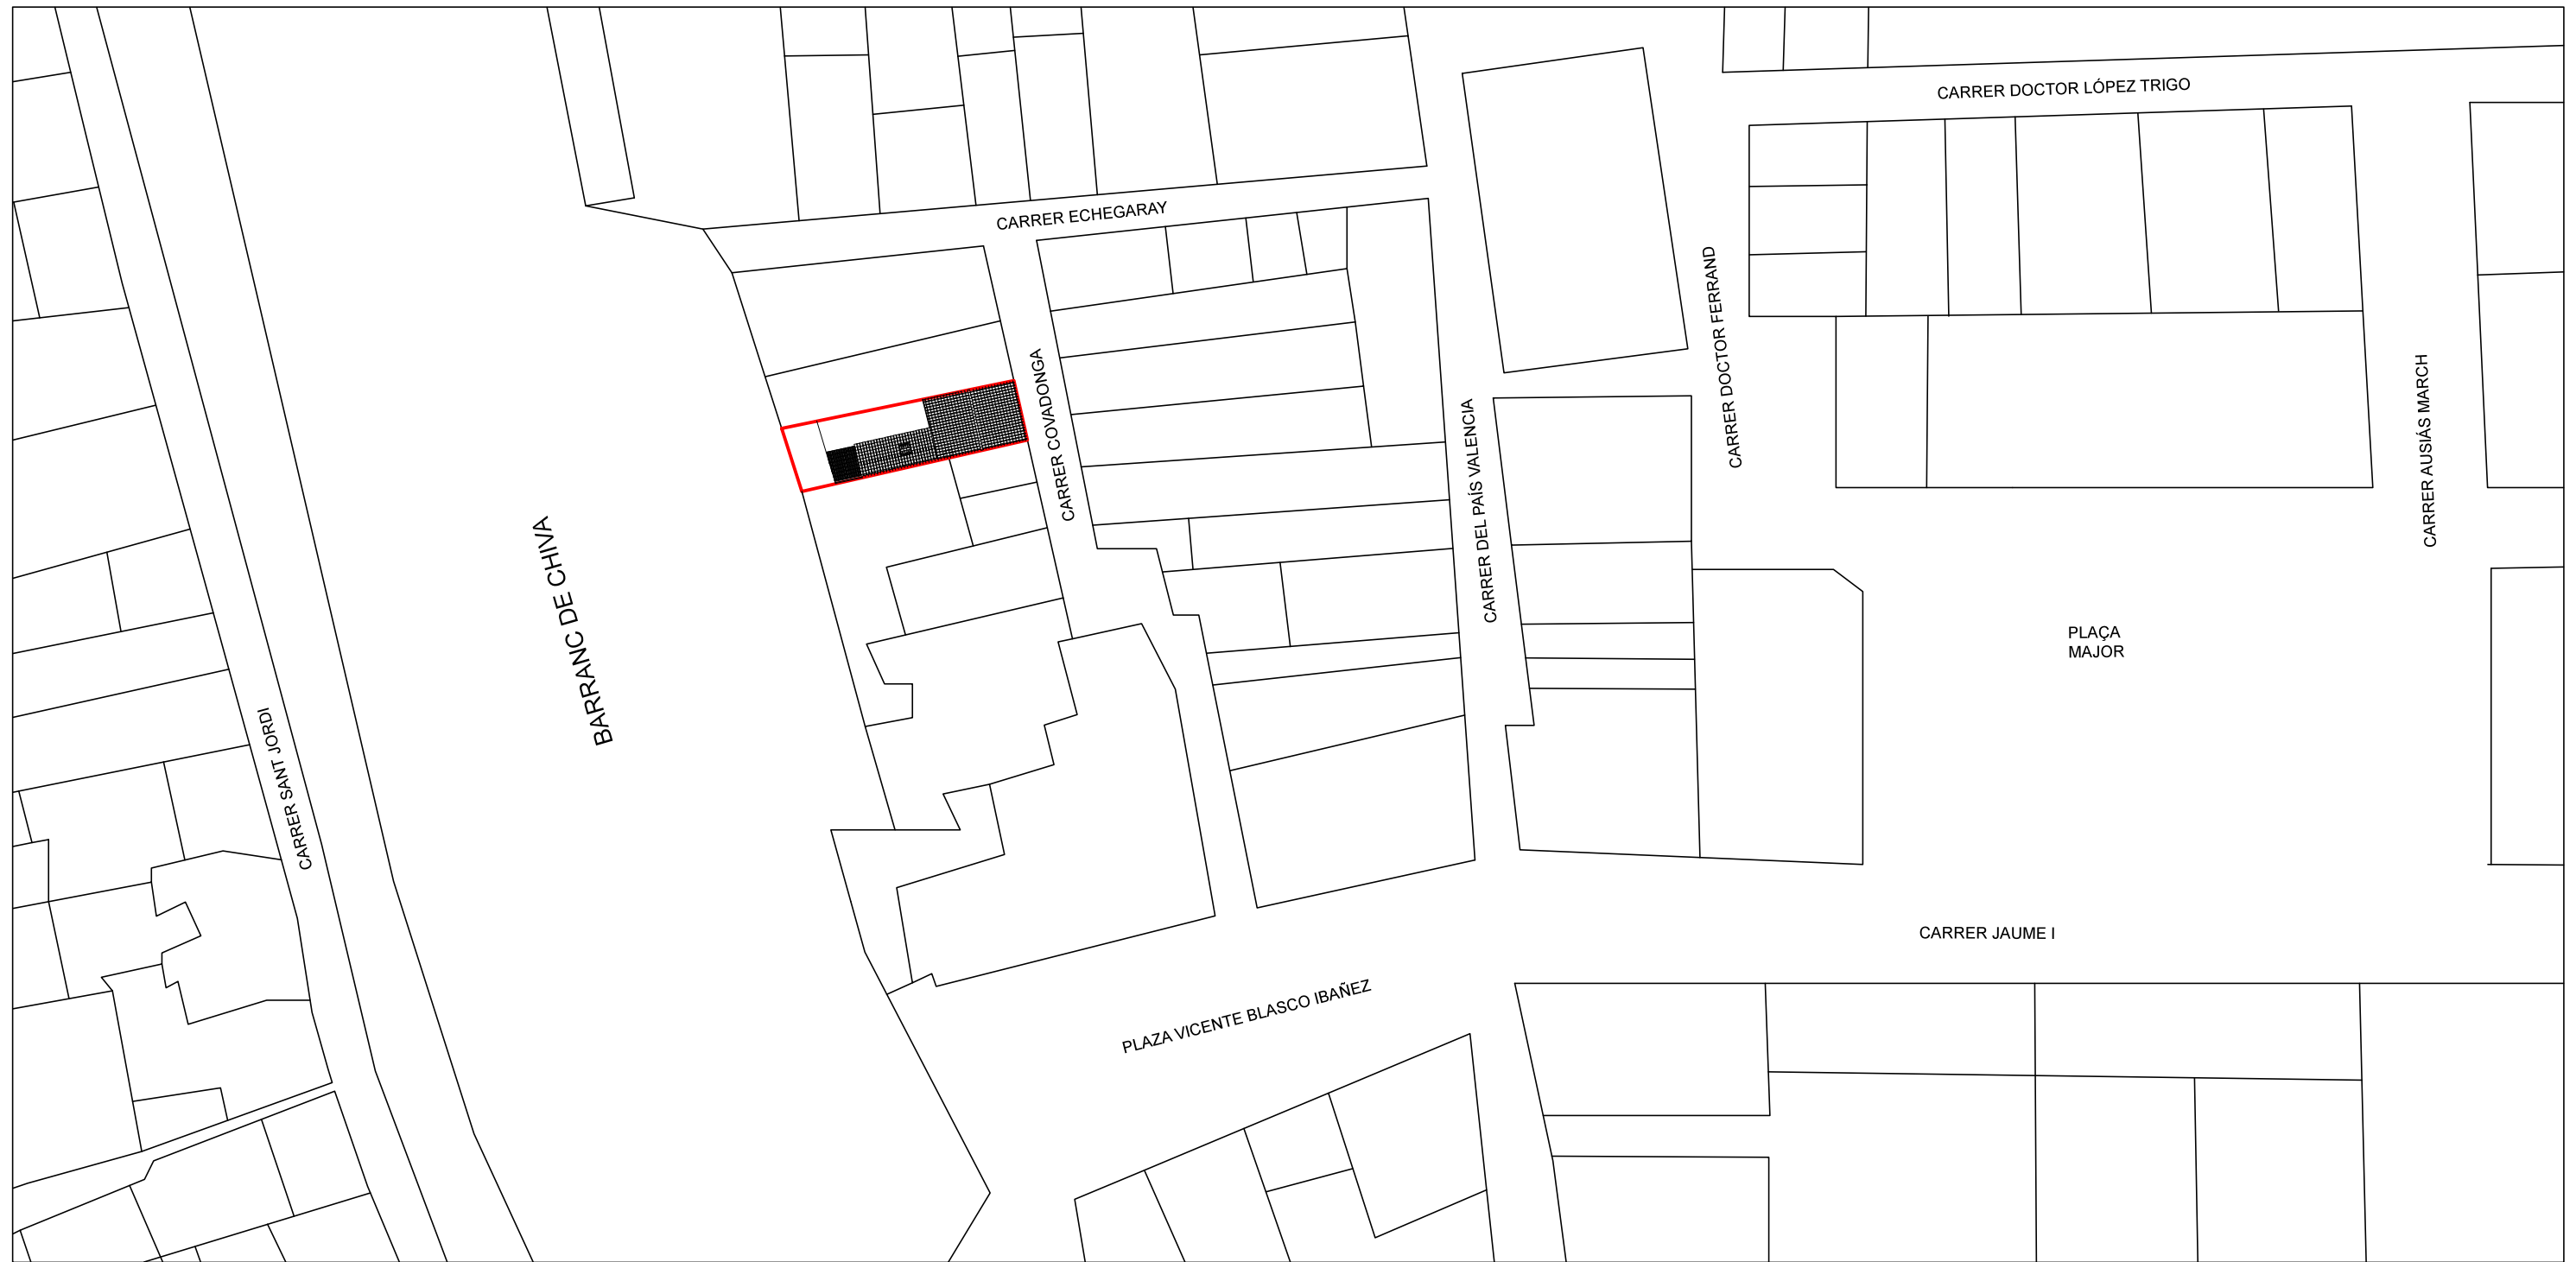 CARRER DOCTOR LÓPEZ TRIGO
CARRER ECHEGARAY
CARRER DOCTOR FERRAND
CARRER COVADONGA
CARRER AUSIÁS MARCH
CARRER DEL PAÍS VALENCIA
BARRANC DE CHIVA
PLAÇA
MAJOR
CARRER SANT JORDI
CARRER JAUME I
PLAZA VICENTE BLASCO IBAÑEZ